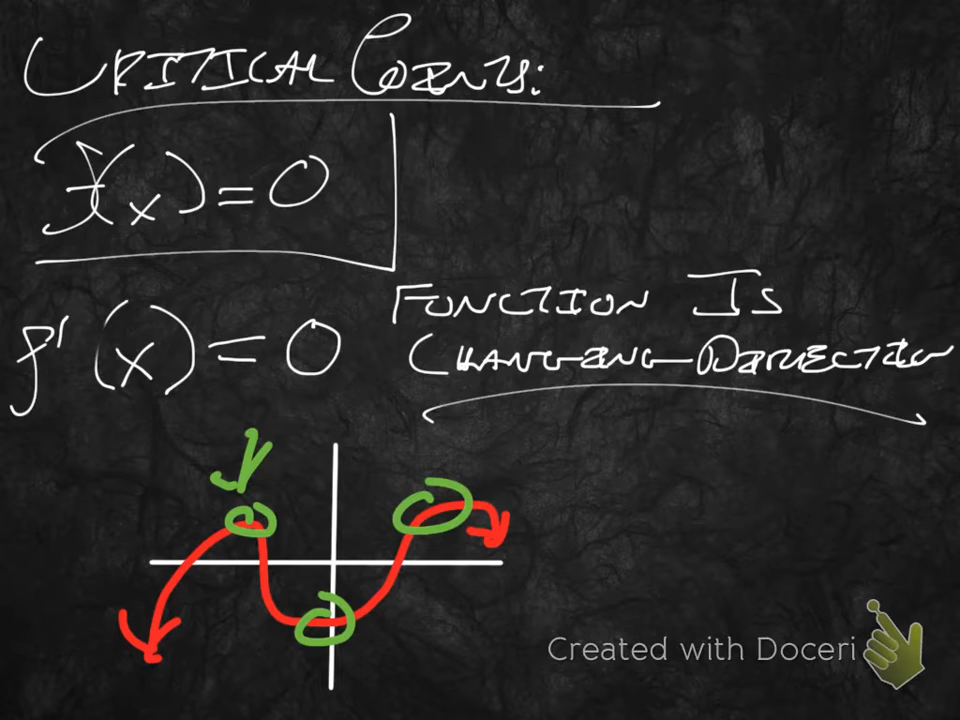 CRITICAL POINTS:
f(x)=0
f'(x)=0
FUNCTION IS
CHANGING DIRECTION
Created with Doceri